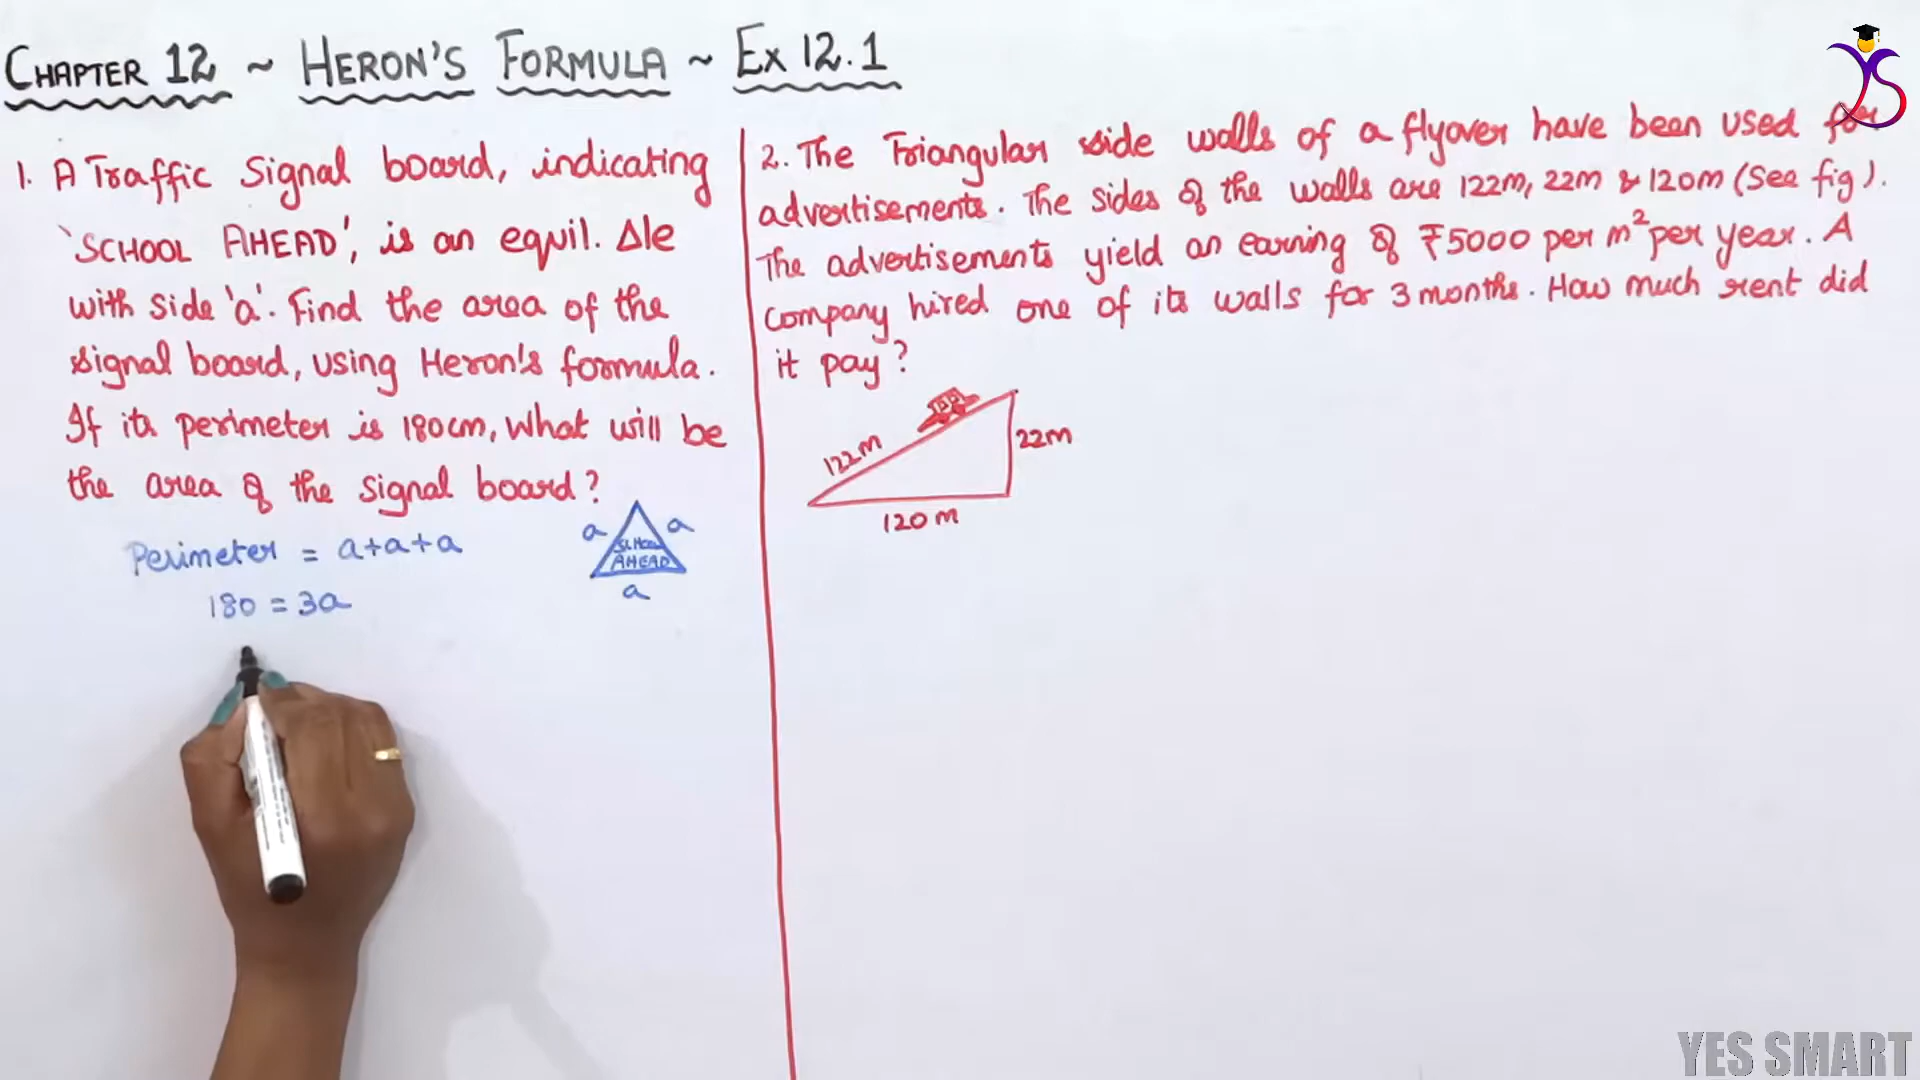 CHAPTER 12 ~ HERON'S FORMULA ~ Ex 12.1
1. A Traffic Signal board, indicating
'SCHOOL AHEAD', is an equil. Δle
with side 'a'. Find the area of the
signal board, using Heron's formula.
If its perimeter is 180cm, What will be
the area of the signal board?
a a
SCHOOL
AHEAD
a
Perimeter = a+a+a
180 = 3a
2. The Triangular side walls of a flyover have been used for
advertisements. The sides of the walls are 122m, 22m & 120m (See fig).
The advertisements yield an earning of ₹5000 per m² per year. A
company hired one of its walls for 3 months. How much rent did
it pay?
122m
22m
120m
YS
YES SMART